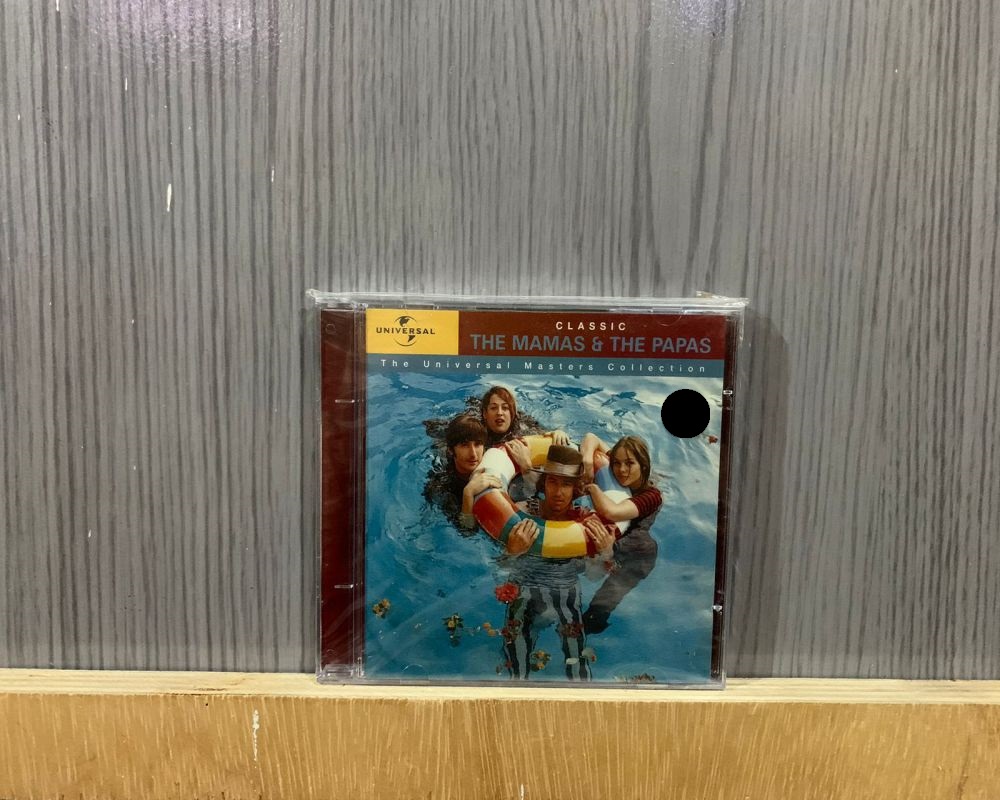 UNIVERSAL
CLASSIC
THE MAMAS & THE PAPAS
The Universal Masters Collection